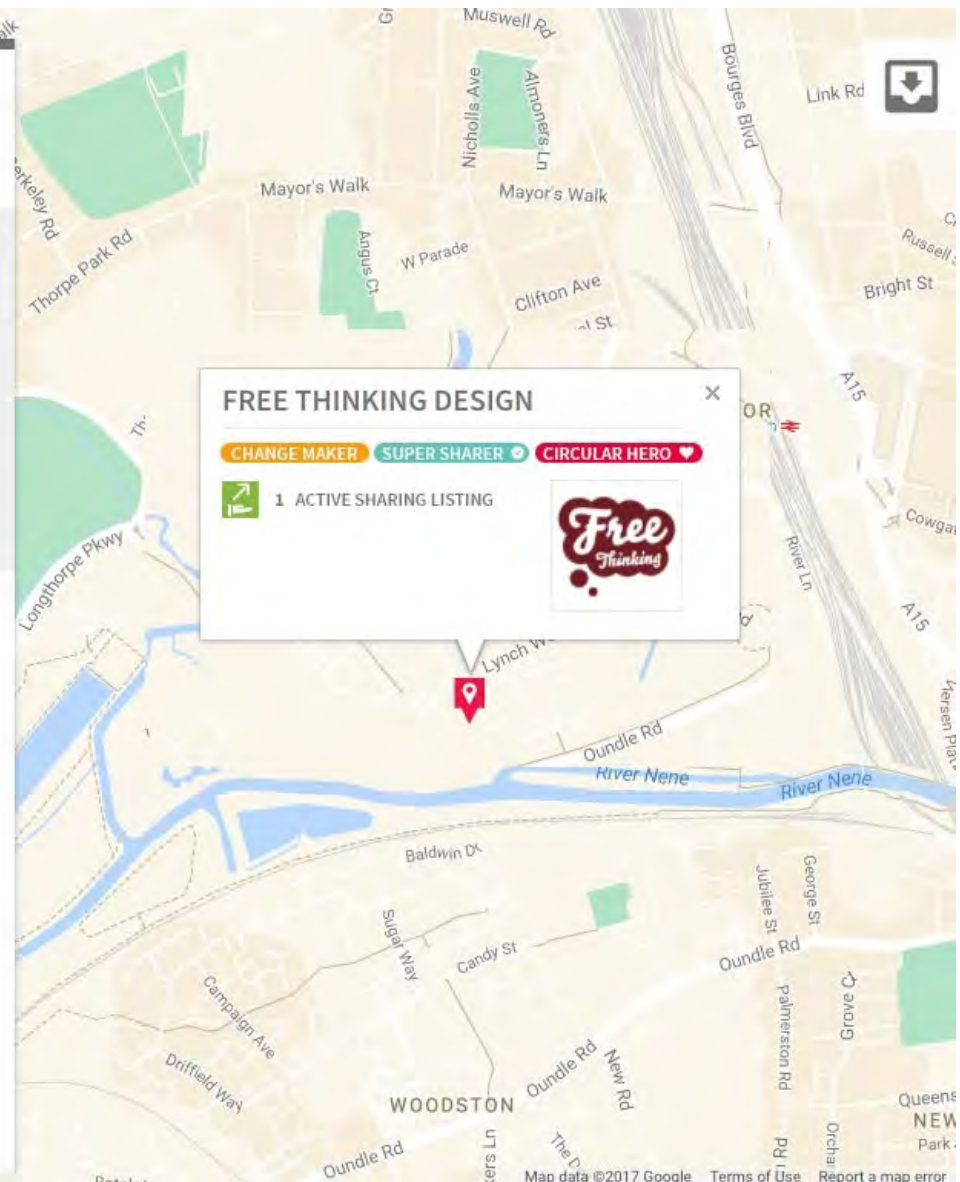 Muswell Rd
Nicholls Ave
Almoners Ln
Bourges Blvd
Link Rd
Mayor's Walk
Mayor's Walk
Thorpe Park Rd
Angus Ct
W Parade
Clifton Ave
Russell
Bright St
FREE THINKING DESIGN
CHANGE MAKER SUPER SHARER CIRCULAR HERO
1 ACTIVE SHARING LISTING
Free
Thinking
A15
Cowgat
Longthorpe Pkwy
River Ln
A15
Lynch W
Oundle Rd
River Nene
River Nene
Baldwin Dr
Jubilee St
George St
Sugar Way
Candy St
Oundle Rd
Campaign Ave
Palmerston Rd
Grove
Driffield Way
Oundle Rd
New Rd
WOODSTON
Queens
NEW
Park
Oundle Rd
Map data ©2017 Google Terms of Use Report a map error